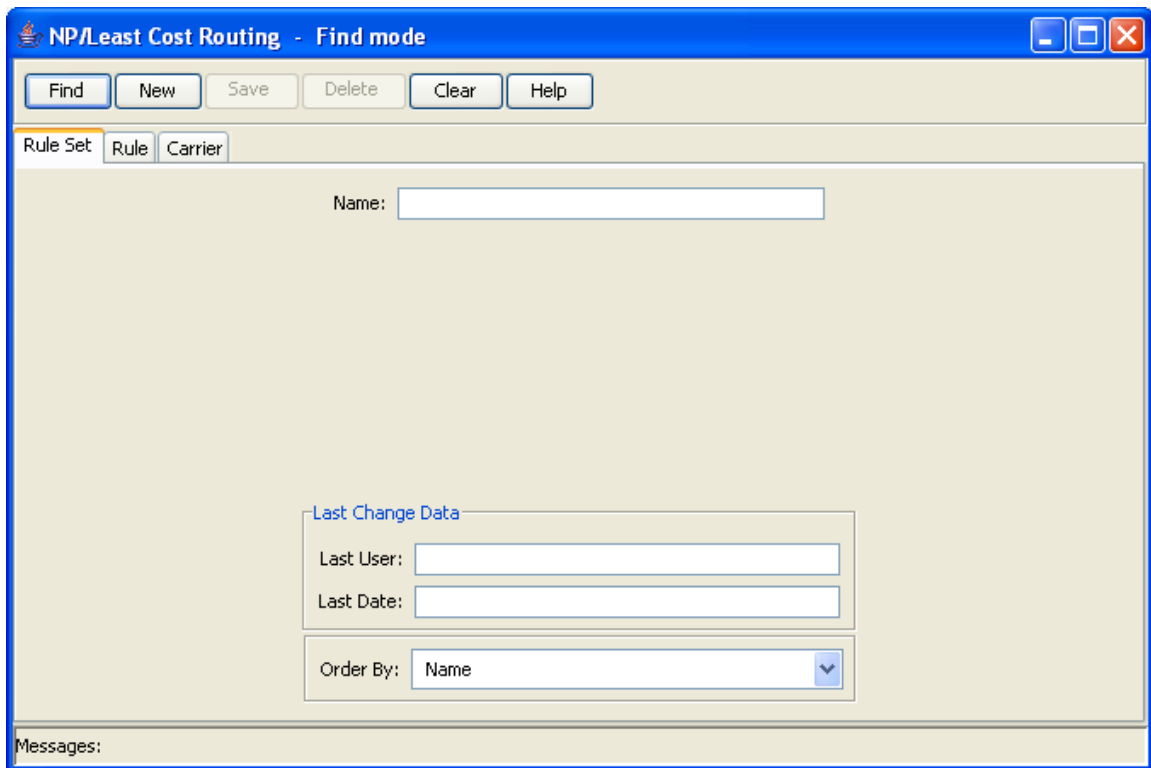 NP/Least Cost Routing - Find mode
Find New Save Delete Clear Help
Rule Set Rule Carrier
Name:
Last Change Data
Last User:
Last Date:
Order By: Name
Messages: